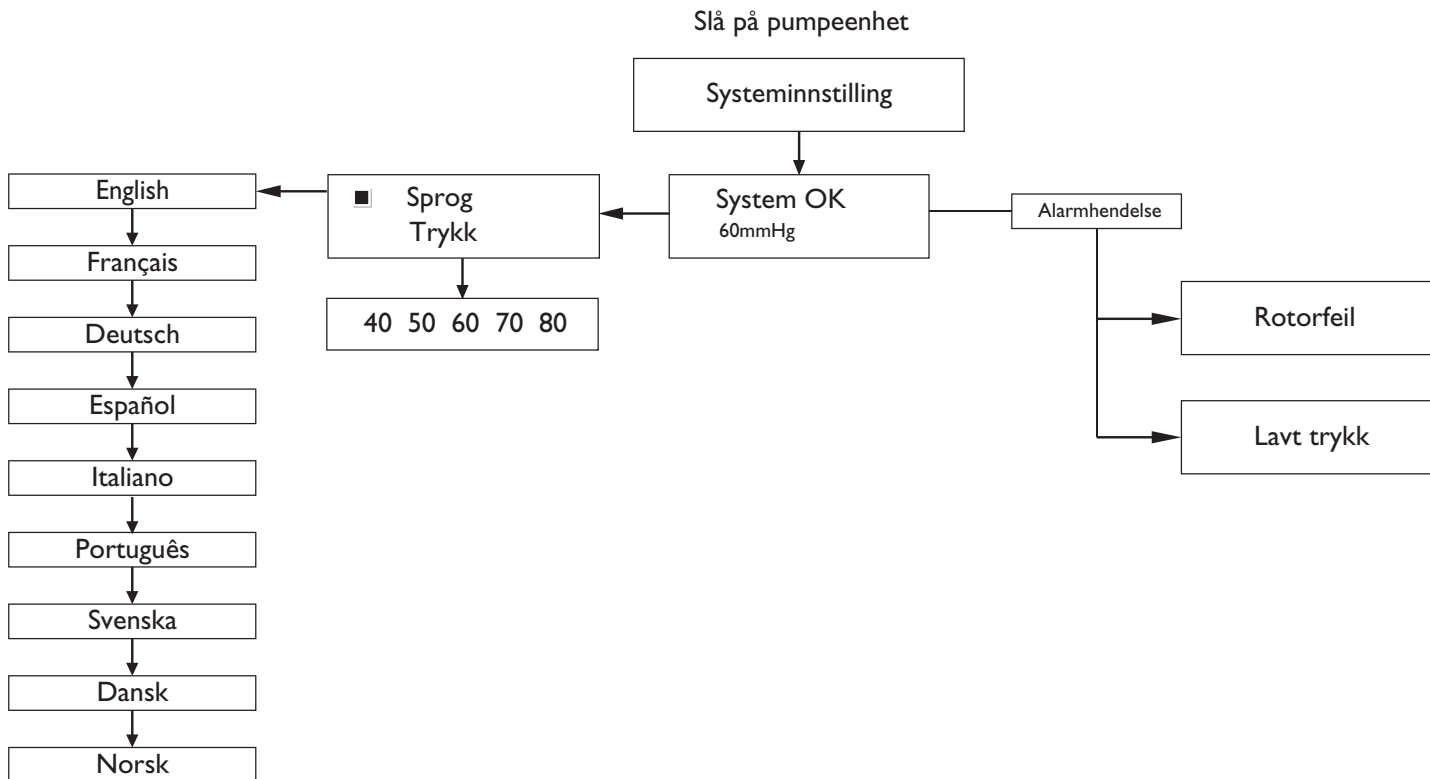 Slå på pumpeenhet
Systeminnstilling
English
Sprog
Trykk
System OK
60mmHg
Alarmhendelse
Français
Deutsch
40 50 60 70 80
Rotorfeil
Español
Lavt trykk
Italiano
Português
Svenska
Dansk
Norsk